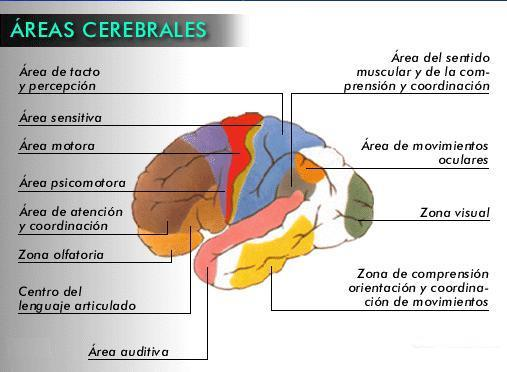 ÁREAS CEREBRALES
Área de tacto
y percepción
Área sensitiva
Área motora
Área psicomotora
Área de atención
y coordinación
Zona olfatoria
Centro del
lenguaje articulado
Área auditiva
Área del sentido
muscular y de la com-
prensión y coordinación
Área de movimientos
oculares
Zona visual
Zona de comprensión
orientación y coordina-
ción de movimientos